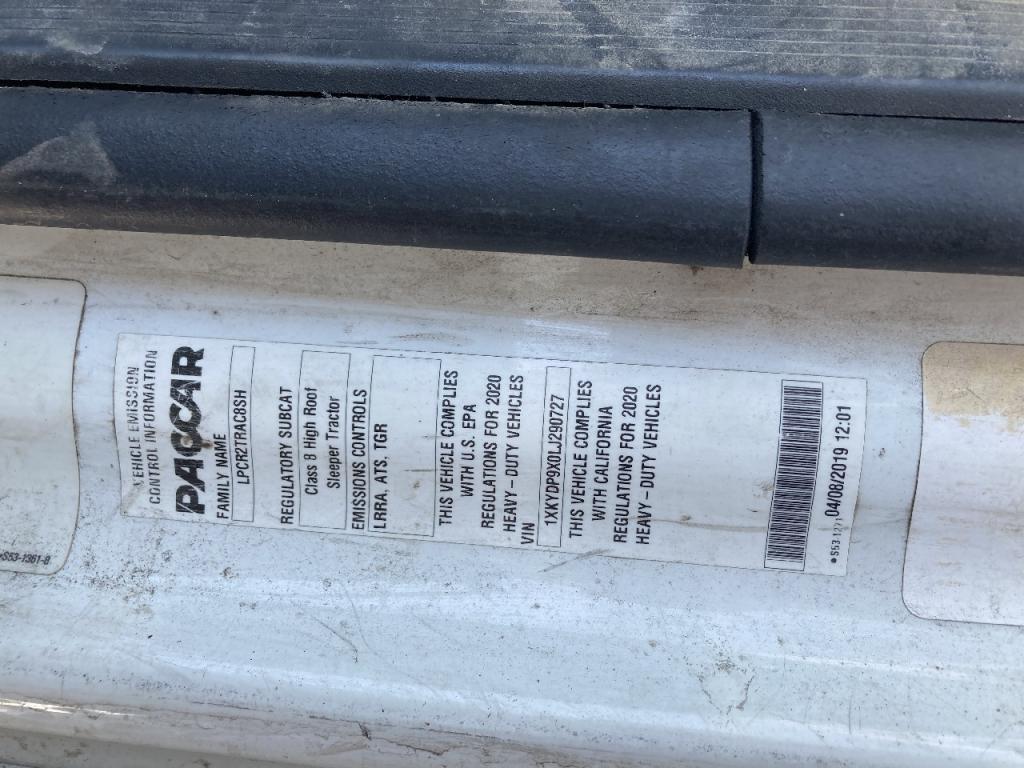 VEHICLE EMISSION
CONTROL INFORMATION
PACCAR
FAMILY NAME
LPCR2TRAC8SH
REGULATORY SUBCAT
Class 8 High Roof
Sleeper Tractor
EMISSIONS CONTROLS
LRRA, ATS, TGR
THIS VEHICLE COMPLIES
WITH U.S. EPA
REGULATIONS FOR 2020
HEAVY - DUTY VEHICLES
VIN
1XKYDP9X0LJ290727
THIS VEHICLE COMPLIES
WITH CALIFORNIA
REGULATIONS FOR 2020
HEAVY - DUTY VEHICLES
•S53-1271 04/08/2019 12:01
•S53-1361-8